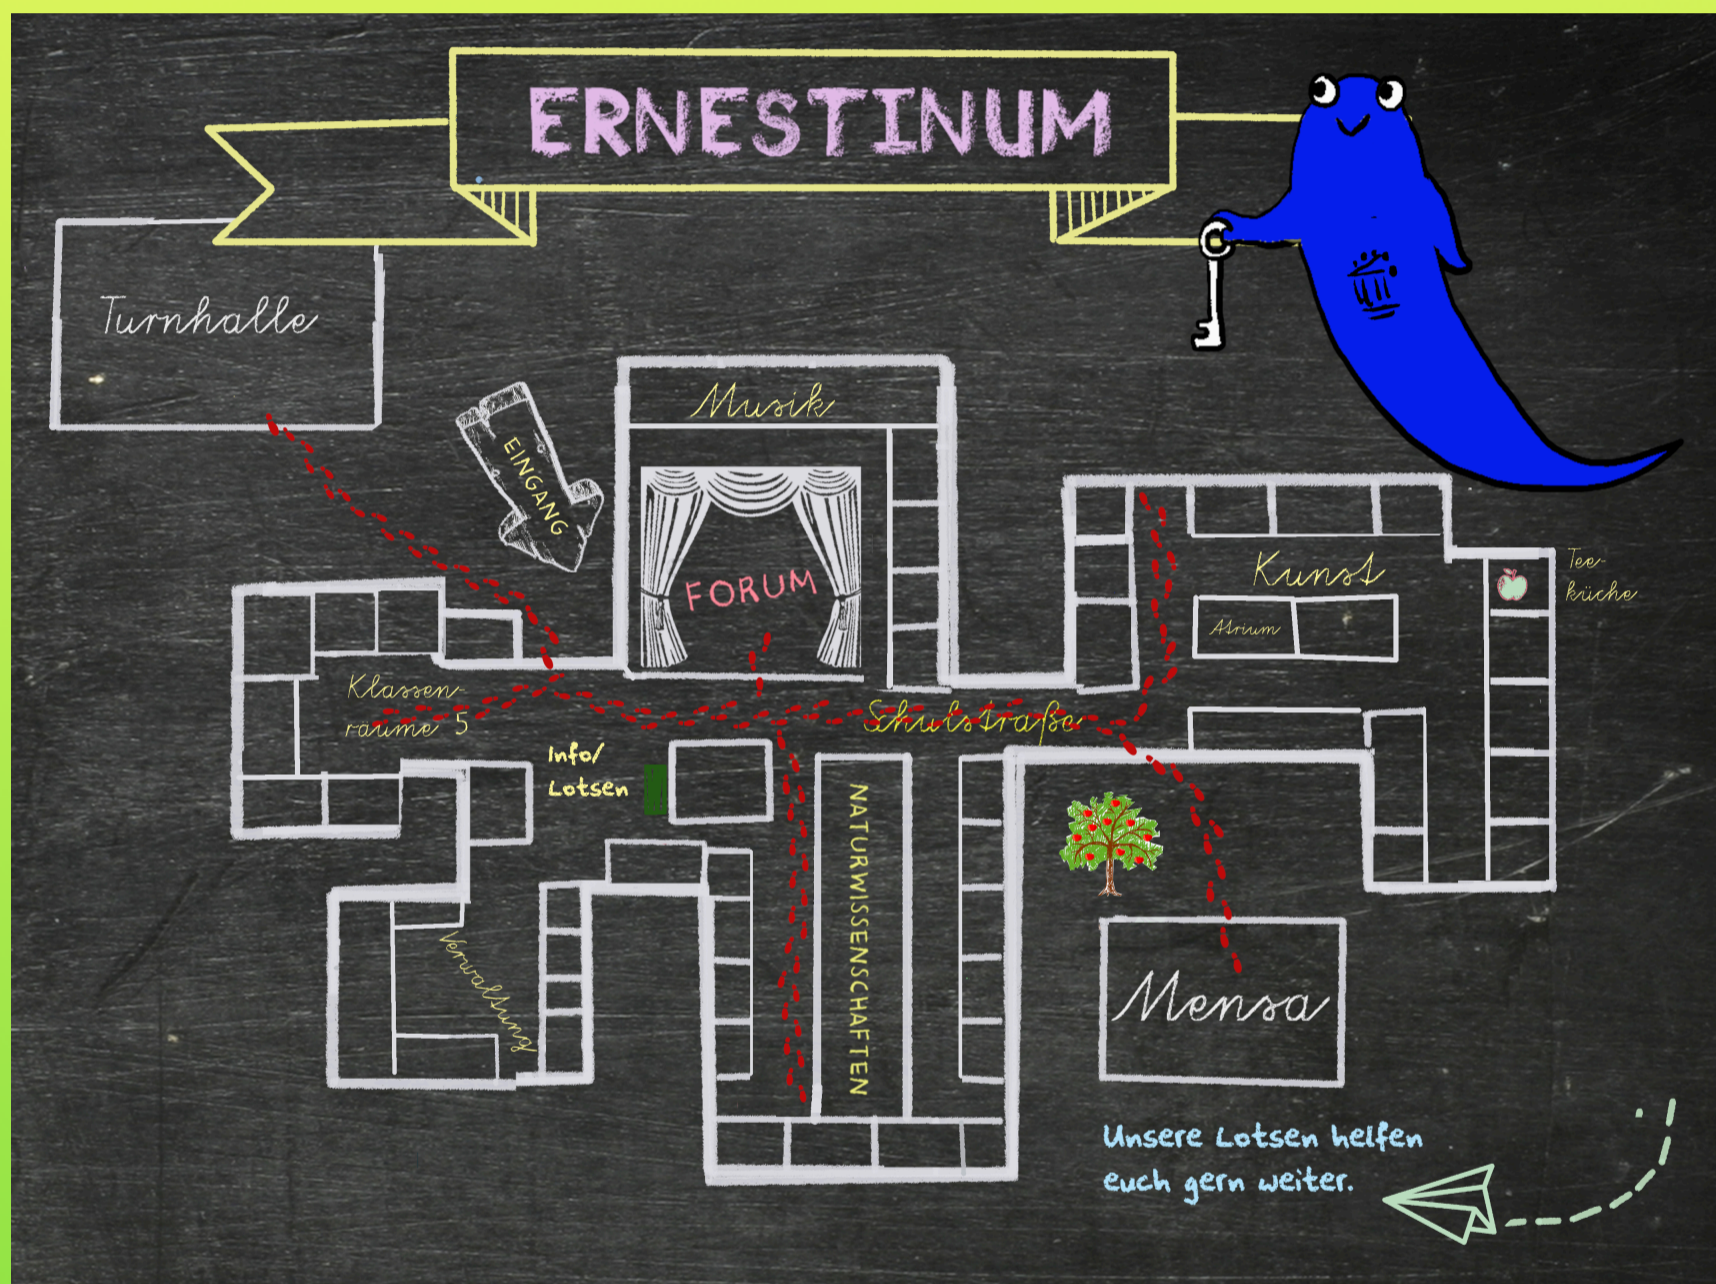 ERNESTINUM
Turnhalle
Musik
EINGANG
FORUM
Kunst
Tee-
küche
Atrium
Klassen-
räume 5
Schulstraße
Info/
Lotsen
NATURWISSENSCHAFTEN
Verwaltung
Mensa
Unsere Lotsen helfen
euch gern weiter.